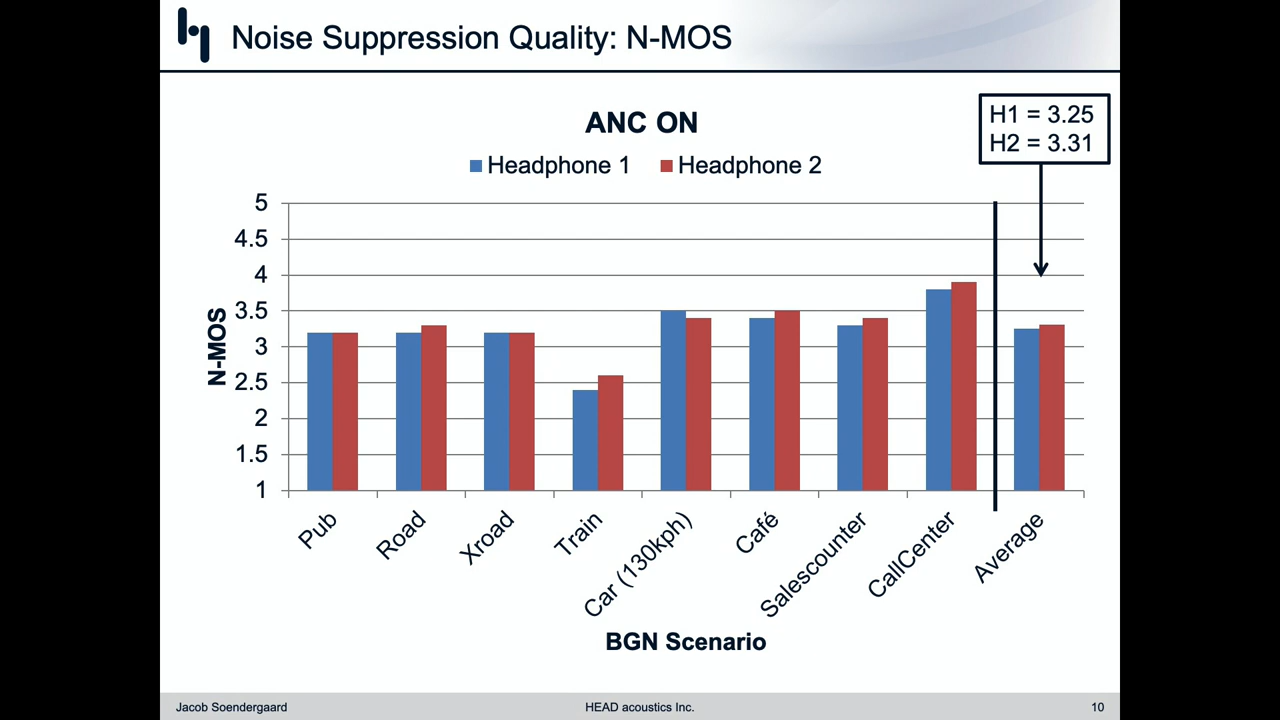 Noise Suppression Quality: N-MOS
ANC ON
H1 = 3.25
H2 = 3.31
Headphone 1 Headphone 2
5
4.5
4
3.5
3
2.5
2
1.5
1
N-MOS
Pub
Road
Xroad
Train
Car (130kph)
Café
Salescounter
CallCenter
Average
BGN Scenario
Jacob Soendergaard HEAD acoustics Inc. 10